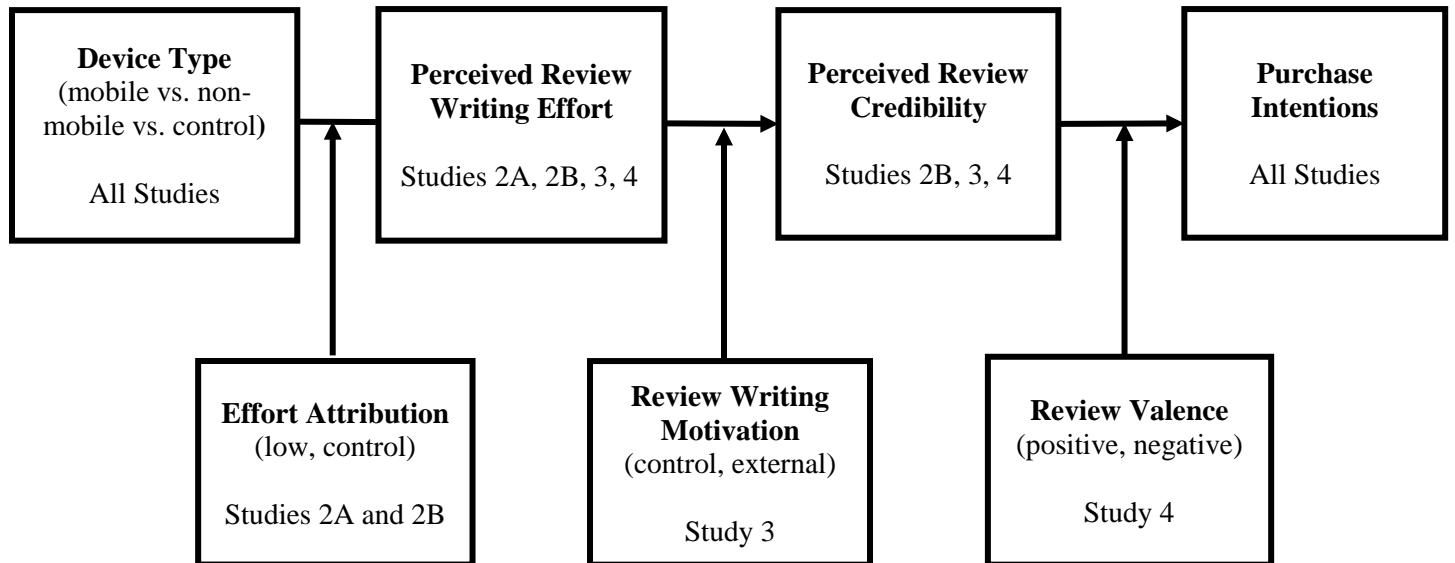 Device Type
(mobile vs. non-
mobile vs. control)
All Studies
Perceived Review
Writing Effort
Studies 2A, 2B, 3, 4
Perceived Review
Credibility
Studies 2B, 3, 4
Purchase
Intentions
All Studies
Effort Attribution
(low, control)
Studies 2A and 2B
Review Writing
Motivation
(control, external)
Study 3
Review Valence
(positive, negative)
Study 4